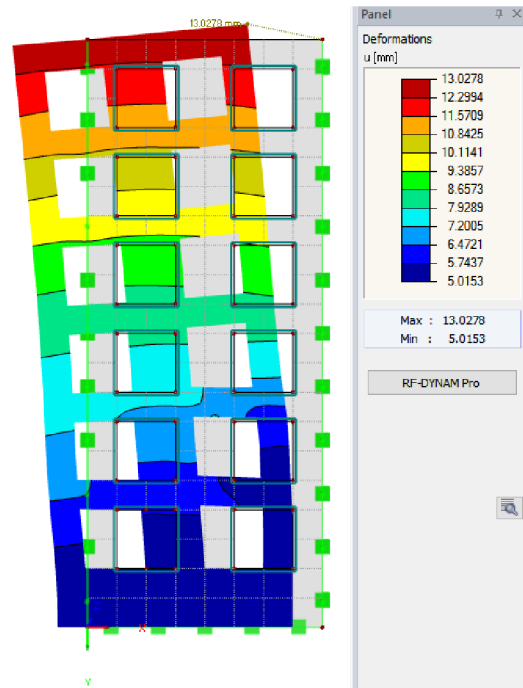 13.0278 mm
X
Y
Panel
Deformations
u [mm]
13.0278
12.2994
11.5709
10.8425
10.1141
9.3857
8.6573
7.9289
7.2005
6.4721
5.7437
5.0153
Max : 13.0278
Min : 5.0153
RF-DYNAM Pro